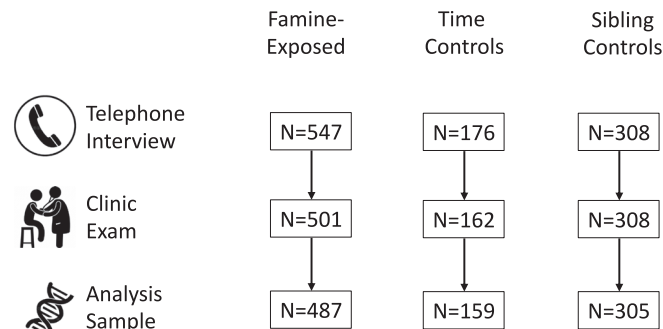 Famine-
Exposed
Time
Controls
Sibling
Controls
Telephone
Interview
N=547
N=176
N=308
Clinic
Exam
N=501
N=162
N=308
Analysis
Sample
N=487
N=159
N=305